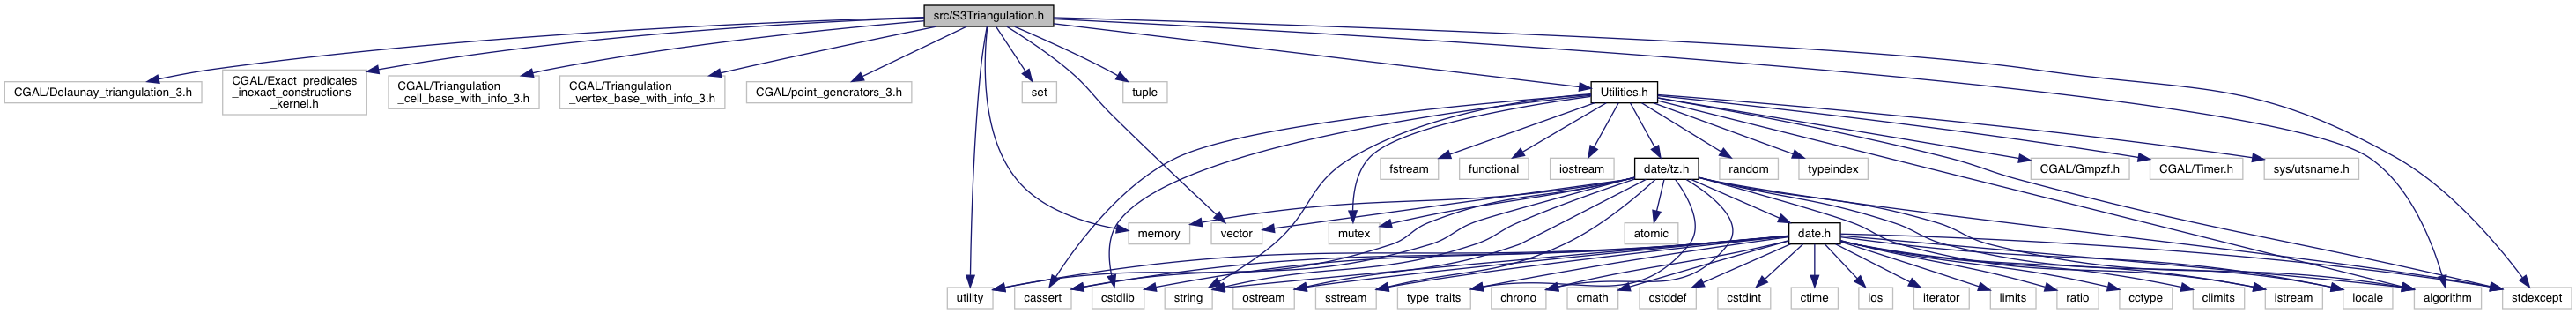 src/S3Triangulation.h
CGAL/Delaunay_triangulation_3.h
CGAL/Exact_predicates
_inexact_constructions
_kernel.h
CGAL/Triangulation
_cell_base_with_info_3.h
CGAL/Triangulation
_vertex_base_with_info_3.h
CGAL/point_generators_3.h
set
tuple
Utilities.h
fstream
functional
iostream
date/tz.h
random
typeindex
CGAL/Gmpzf.h
CGAL/Timer.h
sys/utsname.h
memory
vector
mutex
atomic
date.h
utility
cassert
cstdlib
string
ostream
sstream
type_traits
chrono
cmath
cstddef
cstdint
ctime
ios
iterator
limits
ratio
cctype
climits
istream
locale
algorithm
stdexcept